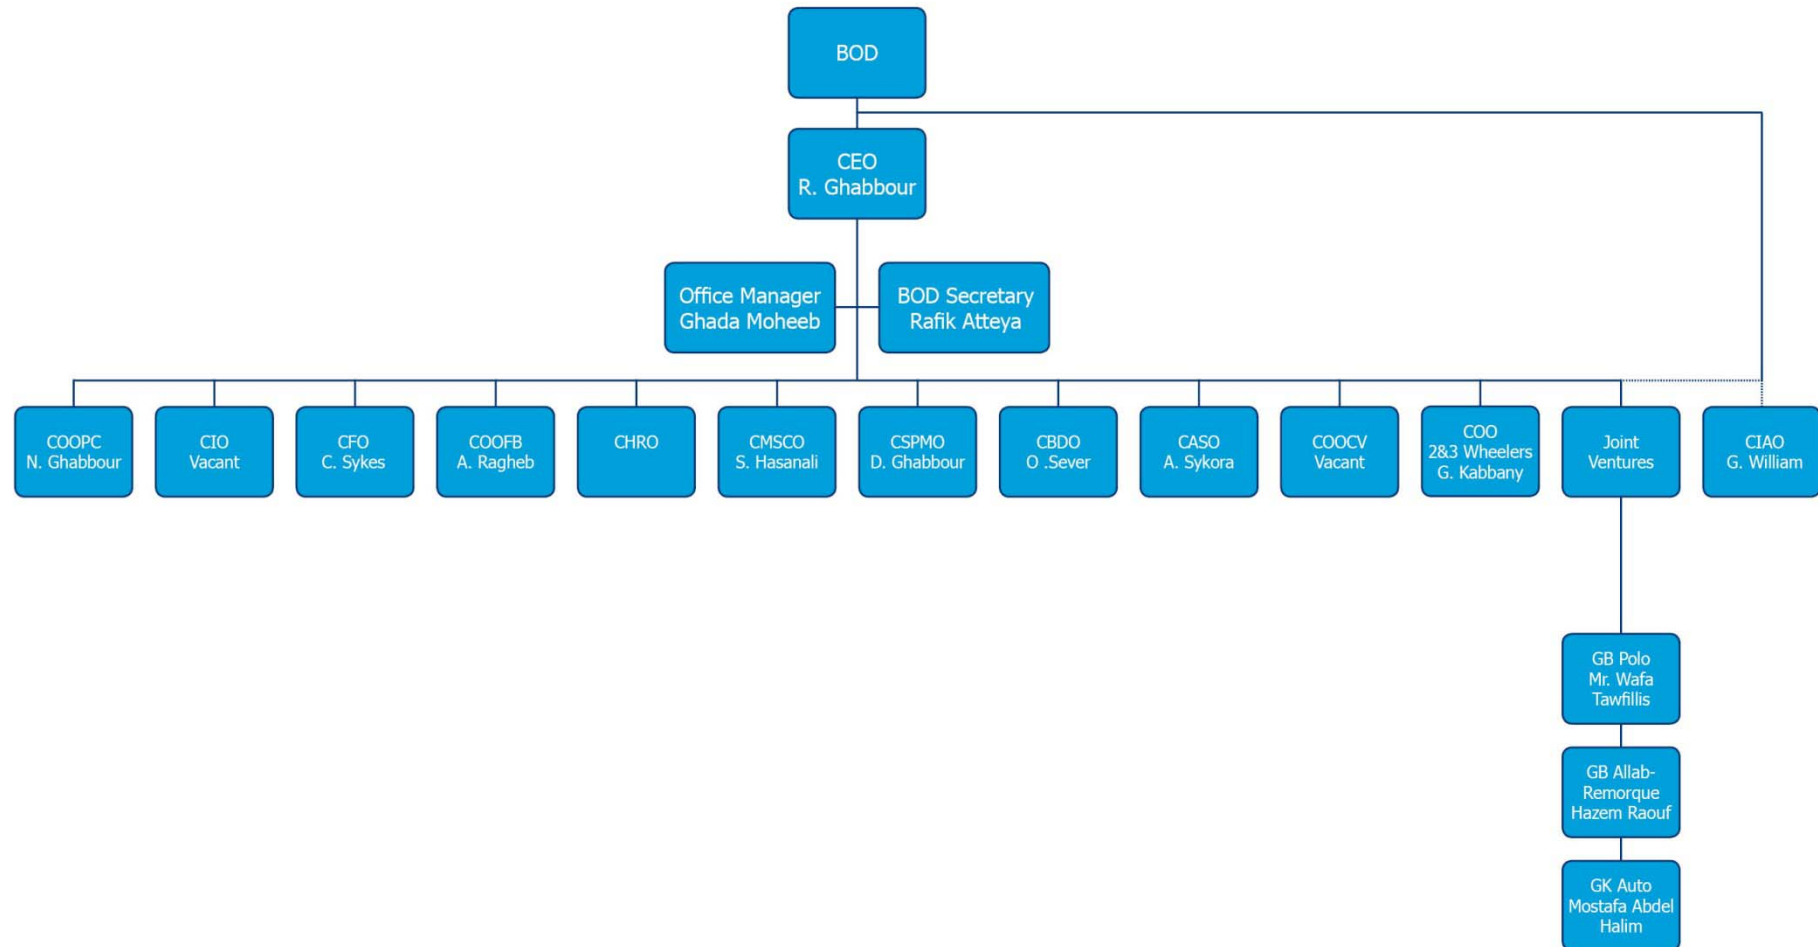 BOD
CEO
R. Ghabbour
Office Manager
Ghada Moheeb
BOD Secretary
Rafik Atteya
COOPC
N. Ghabbour
CIO
Vacant
CFO
C. Sykes
COOFB
A. Ragheb
CHRO
CMSCO
S. Hasanali
CSPMO
D. Ghabbour
CBDO
O .Sever
CASO
A. Sykora
COOCV
Vacant
COO
2&3 Wheelers
G. Kabbany
Joint
Ventures
CIAO
G. William
GB Polo
Mr. Wafa
Tawfillis
GB Allab-
Remorque
Hazem Raouf
GK Auto
Mostafa Abdel
Halim